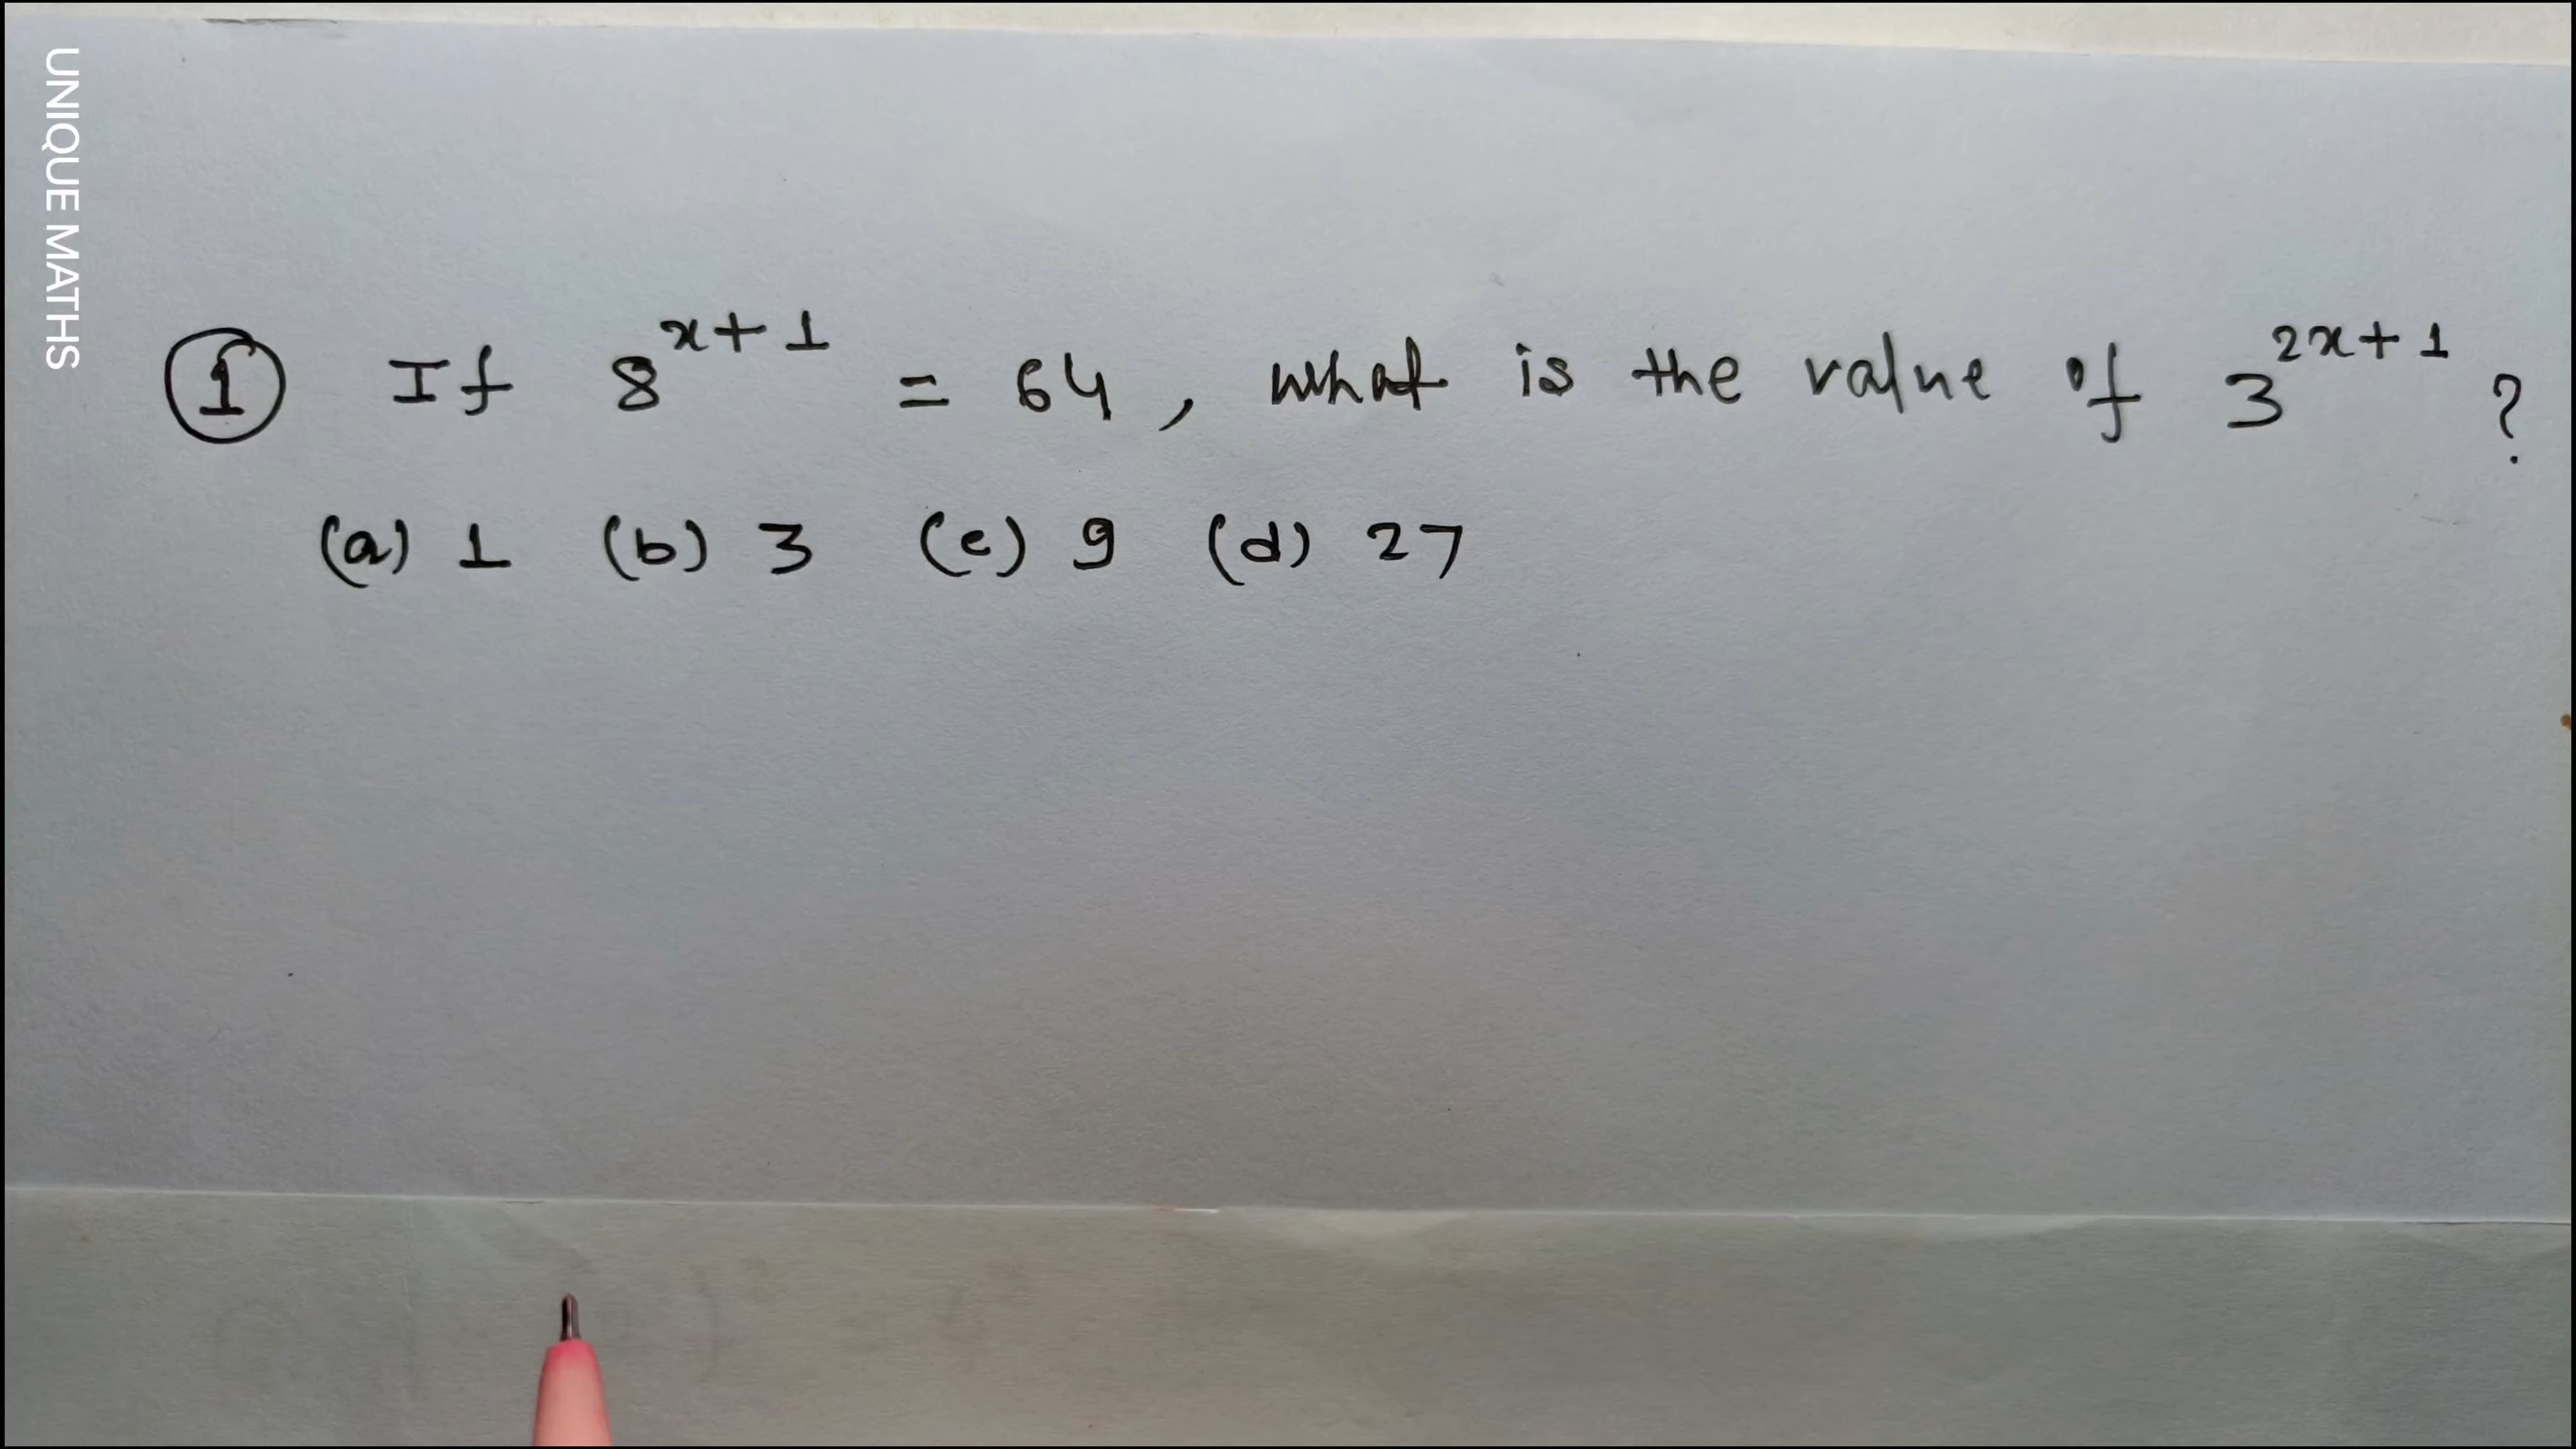 UNIQUE MATHS
① If 8^{x+1} = 64, what is the value of 3^{2x+1} ?
(a) 1 (b) 3 (c) 9 (d) 27